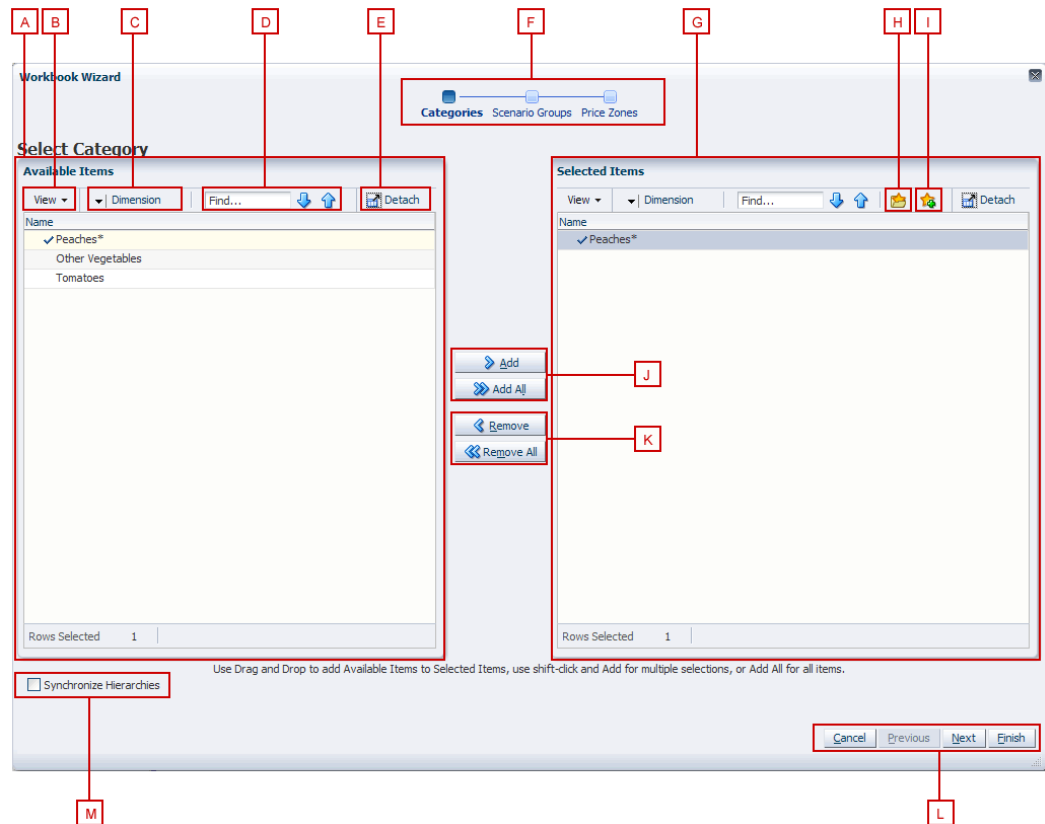 A B C D E F G H I
Workbook Wizard
Categories Scenario Groups Price Zones
Select Category
Available Items
View Dimension Find... Detach
Name
Peaches*
Other Vegetables
Tomatoes
Rows Selected 1
Add
Add All
J
Remove
Remove All
K
Selected Items
View Dimension Find... Detach
Name
Peaches*
Rows Selected 1
Use Drag and Drop to add Available Items to Selected Items, use shift-click and Add for multiple selections, or Add All for all items.
Synchronize Hierarchies
Cancel Previous Next Finish
M L